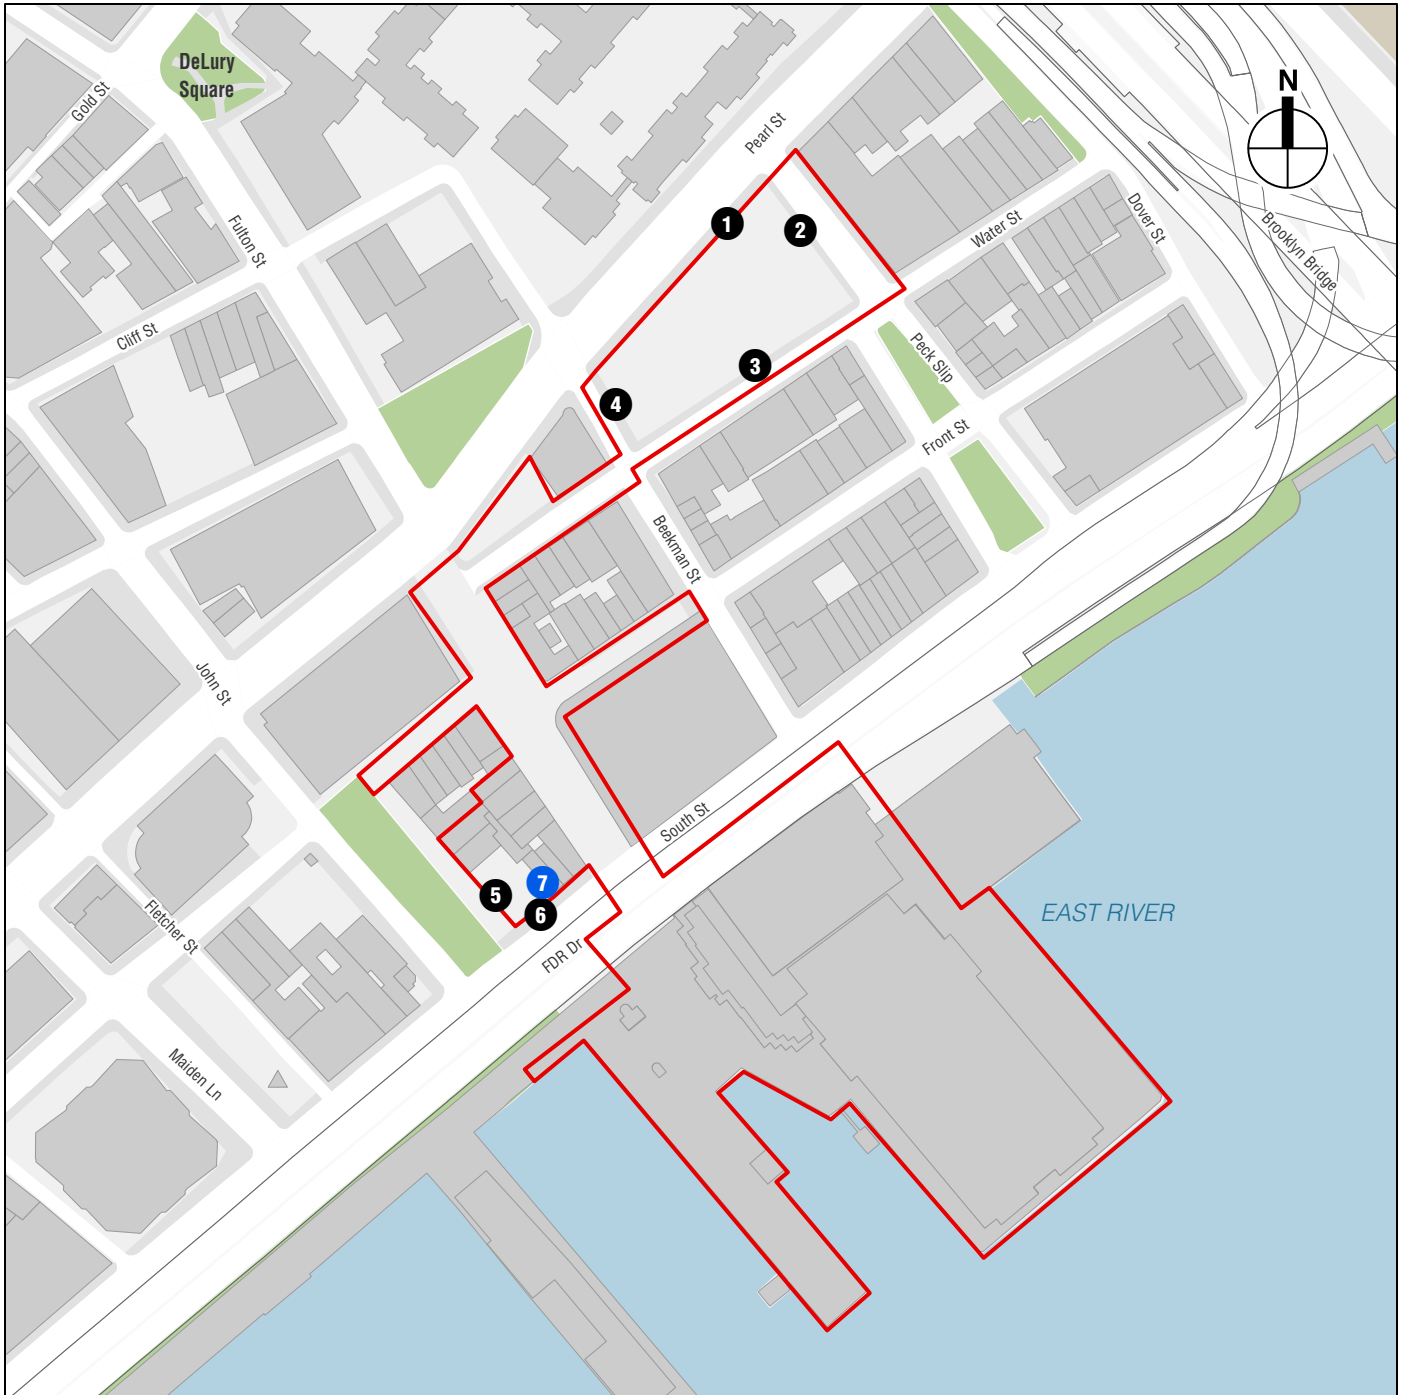 DeLury
Square
Gold St
Pearl St
N
Fulton St
1
2
Dover St
Water St
Brooklyn Bridge
Cliff St
Peck Slip
3
4
Front St
Beekman St
John St
South St
7
5
6
EAST RIVER
Fletcher St
FDR Dr
Maiden Ln